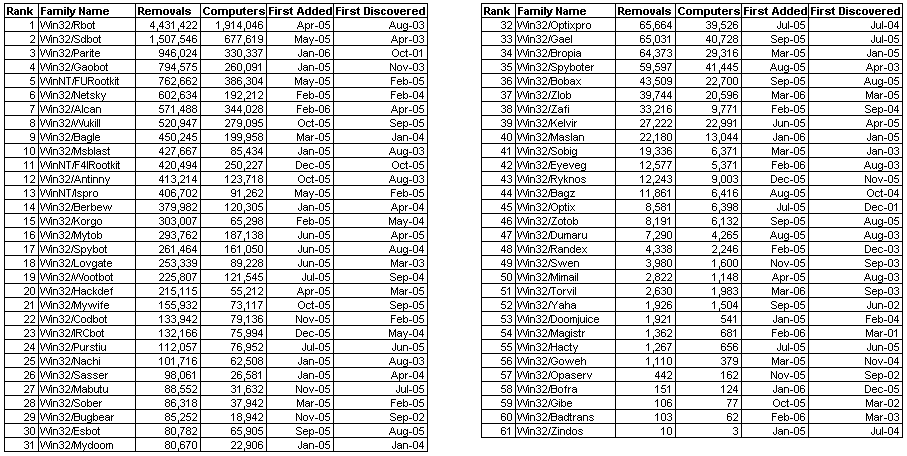 Rank Family Name Removals Computers First Added First Discovered
1 Win32/Rbot 4,431,422 1,914,046 Apr-05 Aug-03
2 Win32/Sdbot 1,507,546 677,619 May-05 Apr-03
3 Win32/Parite 946,024 330,337 Jan-06 Oct-01
4 Win32/Gaobot 794,575 260,091 Jan-05 Nov-03
5 WinNT/FURootkit 762,662 386,304 May-05 Feb-05
6 Win32/Netsky 602,634 192,212 Feb-05 Feb-04
7 Win32/Alcan 571,488 344,028 Feb-06 Apr-05
8 Win32/Wukill 520,947 279,095 Oct-05 Sep-05
9 Win32/Bagle 450,245 199,958 Mar-05 Jan-04
10 Win32/Msblast 427,667 85,434 Jan-05 Aug-03
11 WinNT/F4IRootkit 420,494 250,227 Dec-05 Oct-05
12 Win32/Antinny 413,214 123,718 Oct-05 Aug-03
13 WinNT/Ispro 406,702 91,262 May-05 Feb-05
14 Win32/Berbew 379,982 120,305 Jan-05 Apr-04
15 Win32/Korgo 303,007 65,298 Feb-05 May-04
16 Win32/Mytob 293,762 187,138 Jun-05 Apr-05
17 Win32/Spybot 261,464 161,050 Jun-05 Aug-04
18 Win32/Lovgate 253,339 89,228 Jun-05 Mar-03
19 Win32/Wootbot 225,807 121,545 Jul-05 Sep-04
20 Win32/Hackdef 215,115 55,212 Apr-05 Mar-05
21 Win32/Mywife 155,932 73,117 Oct-05 Sep-05
22 Win32/Codbot 133,942 79,136 Nov-05 Feb-05
23 Win32/IRCbot 132,166 75,994 Dec-05 May-04
24 Win32/Purstiu 112,057 76,952 Jul-05 Jun-05
25 Win32/Nachi 101,716 62,508 Jan-05 Aug-03
26 Win32/Sasser 98,061 26,581 Jan-05 Apr-04
27 Win32/Mabutu 88,552 31,632 Nov-05 Jul-05
28 Win32/Sober 86,318 37,942 Mar-05 Feb-05
29 Win32/Bugbear 85,252 18,942 Nov-05 Sep-02
30 Win32/Esbot 80,782 65,905 Sep-05 Aug-05
31 Win32/Mydoom 80,670 22,906 Jan-05 Jan-04
Rank Family Name Removals Computers First Added First Discovered
32 Win32/Optixpro 65,664 39,526 Jul-05 Jul-04
33 Win32/Gael 65,031 40,728 Sep-05 Jul-05
34 Win32/Bropia 64,373 29,316 Mar-05 Jan-05
35 Win32/Spyboter 59,597 41,445 Aug-05 Apr-03
36 Win32/Bobax 43,509 22,700 Sep-05 Aug-05
37 Win32/Zlob 39,744 20,596 Mar-06 Feb-06
38 Win32/Zafi 33,216 9,771 Feb-05 Sep-04
39 Win32/Kelvir 27,222 22,991 Jun-05 Apr-05
40 Win32/Maslan 22,180 13,044 Jan-06 Jan-05
41 Win32/Sobig 19,336 6,371 Mar-05 Jan-03
42 Win32/Eyeveg 12,577 5,371 Feb-06 Aug-03
43 Win32/Ryknos 12,243 9,003 Dec-05 Nov-05
44 Win32/Bagz 11,861 6,416 Aug-05 Oct-04
45 Win32/Optix 8,581 6,398 Jul-05 Dec-01
46 Win32/Zotob 8,191 6,132 Sep-05 Aug-05
47 Win32/Dumaru 7,290 4,265 Aug-05 Aug-03
48 Win32/Randex 4,338 2,246 Feb-05 Dec-03
49 Win32/Swen 3,980 1,600 Nov-05 Sep-03
50 Win32/Mimail 2,822 1,148 Apr-05 Aug-03
51 Win32/Torvil 2,630 1,983 Mar-06 Sep-03
52 Win32/Yaha 1,926 1,504 Sep-05 Jun-02
53 Win32/Doomjuice 1,921 541 Jan-05 Feb-04
54 Win32/Magistr 1,362 681 Feb-06 Mar-01
55 Win32/Hacty 1,267 656 Jul-05 Jun-05
56 Win32/Goweh 1,110 379 Mar-05 Nov-04
57 Win32/Opaserv 442 162 Nov-05 Sep-02
58 Win32/Bofra 151 124 Jan-06 Dec-05
59 Win32/Gibe 106 77 Oct-05 Mar-02
60 Win32/Badtrans 103 62 Feb-06 Mar-03
61 Win32/Zindos 10 3 Jan-05 Jul-04